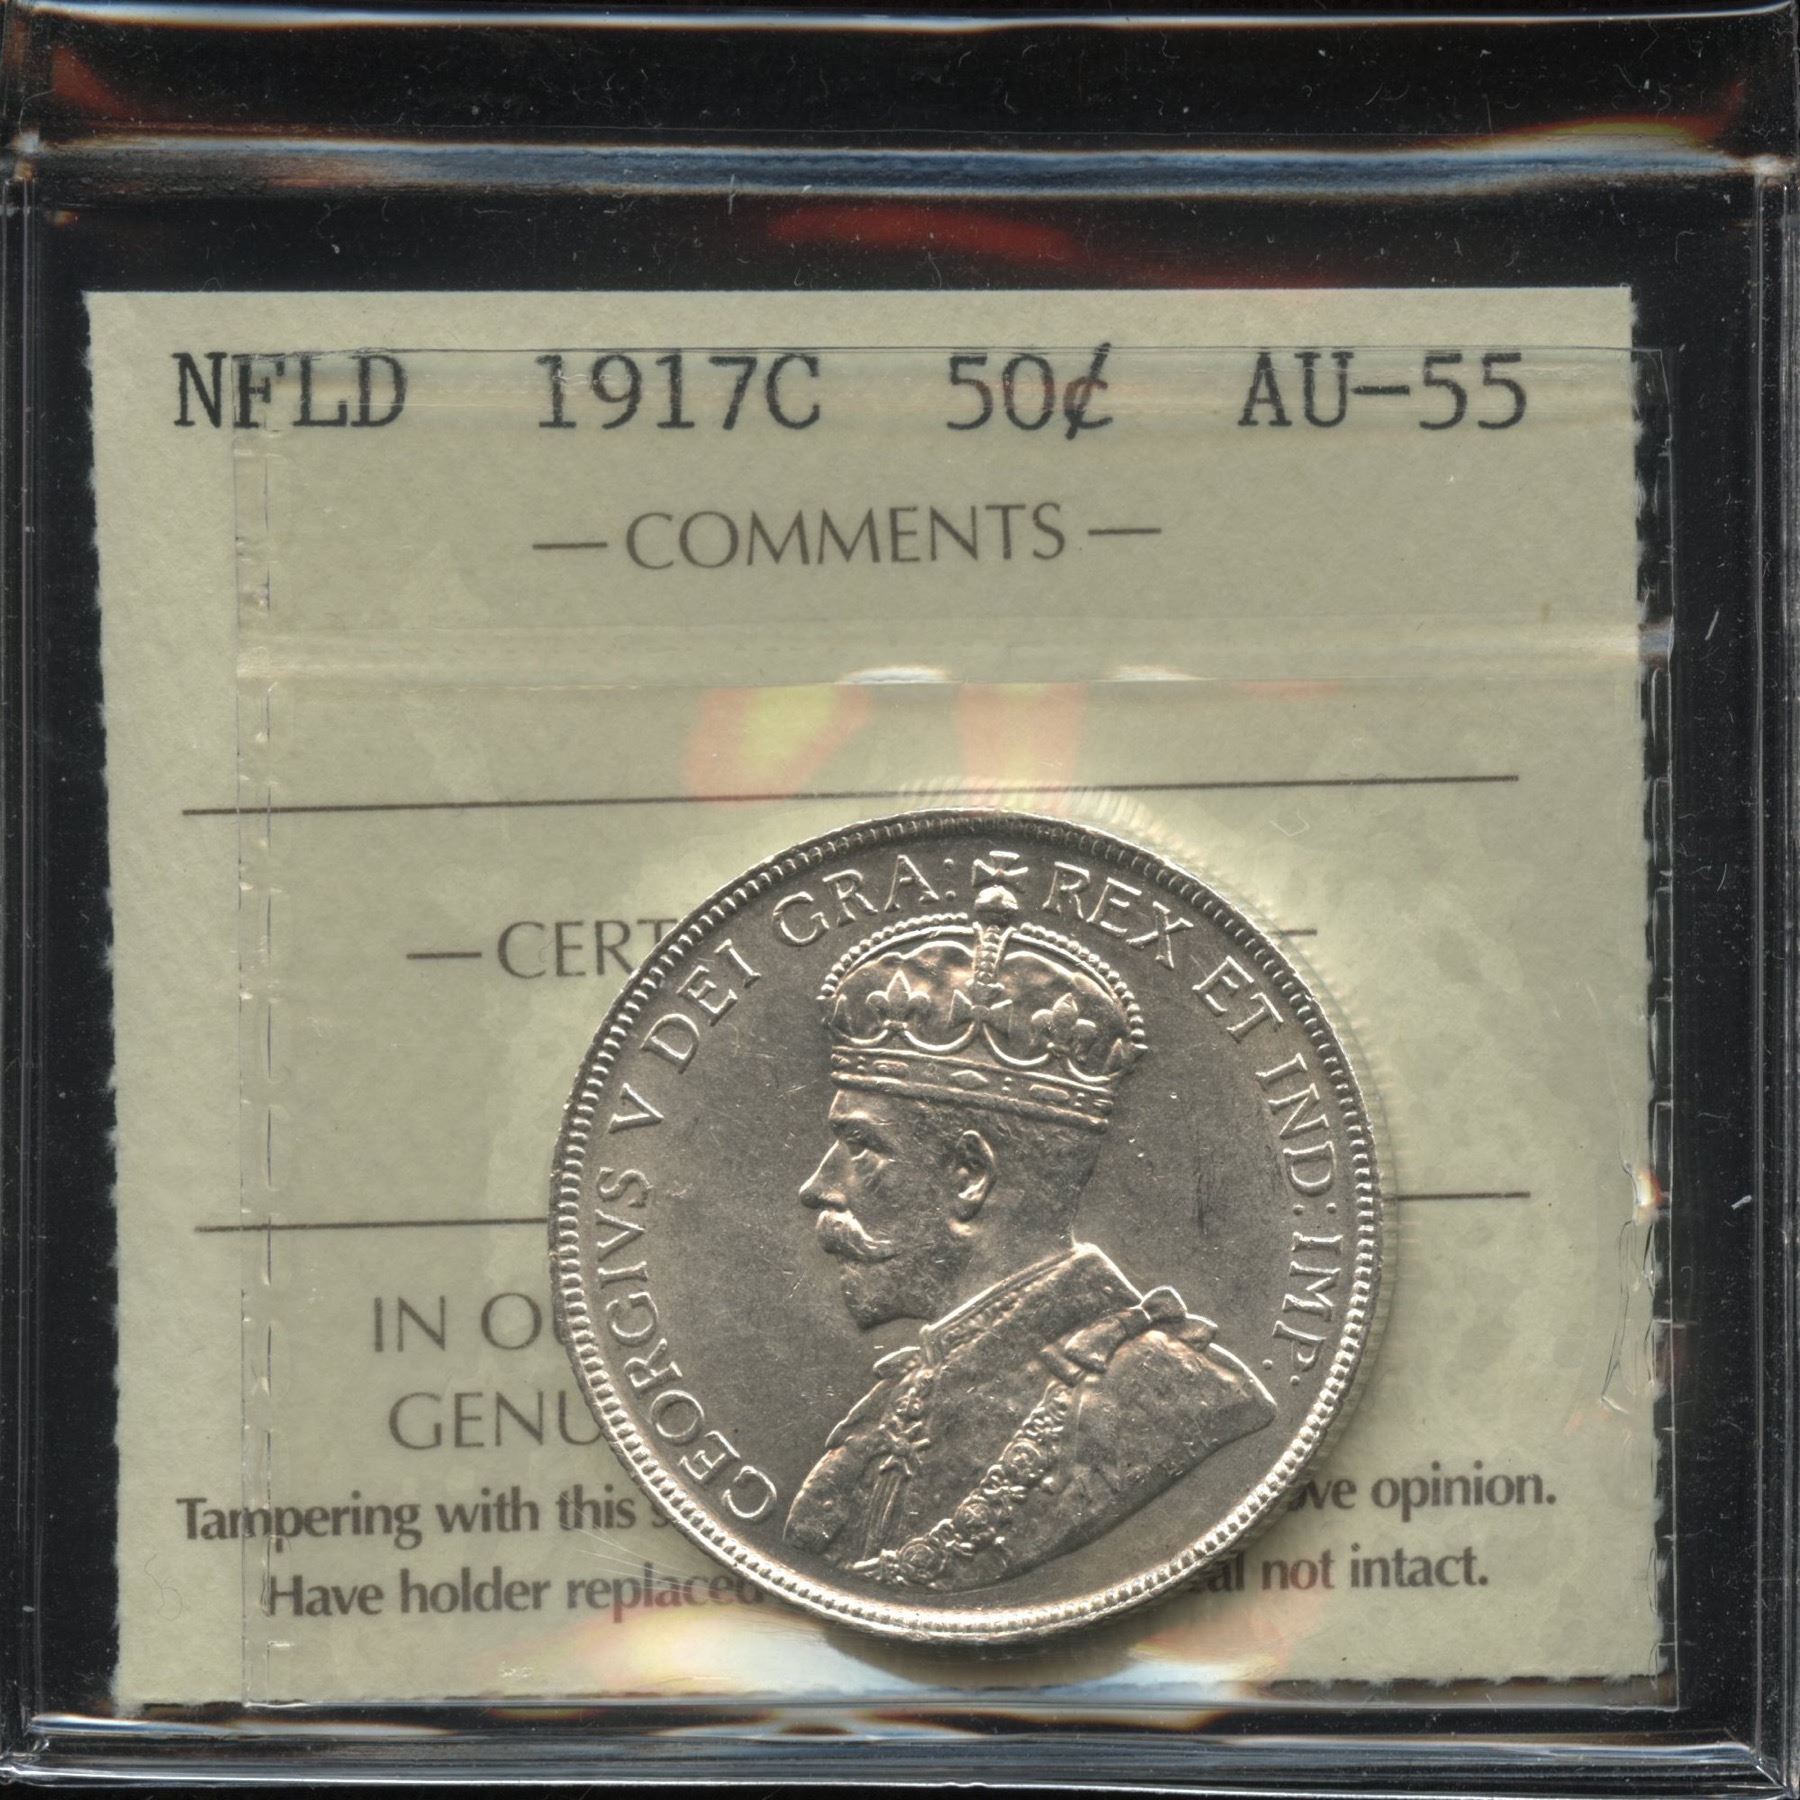 NFLD 1917C 50¢ AU-55
— COMMENTS —
GEORGIVS V DEI GRA: REX ET IND: IMP.
— CERT —
IN OU
GENU
Tampering with this s ove opinion.
Have holder replaced al not intact.